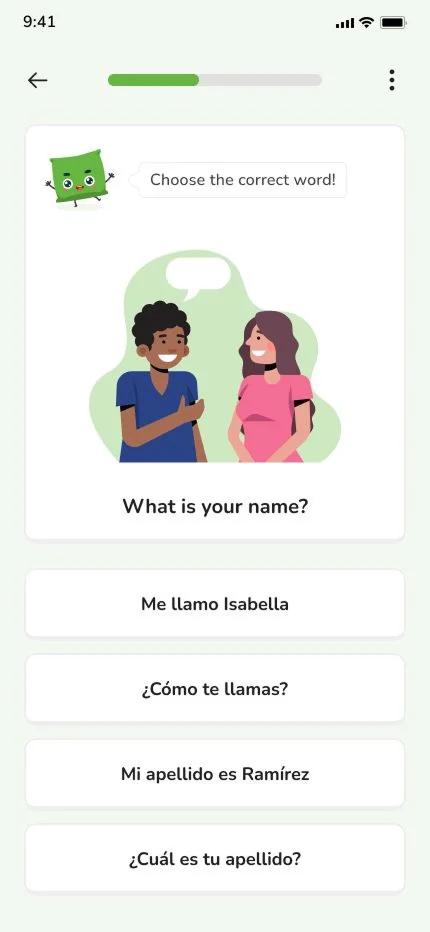 9:41
Choose the correct word!
What is your name?
Me llamo Isabella
¿Cómo te llamas?
Mi apellido es Ramírez
¿Cuál es tu apellido?